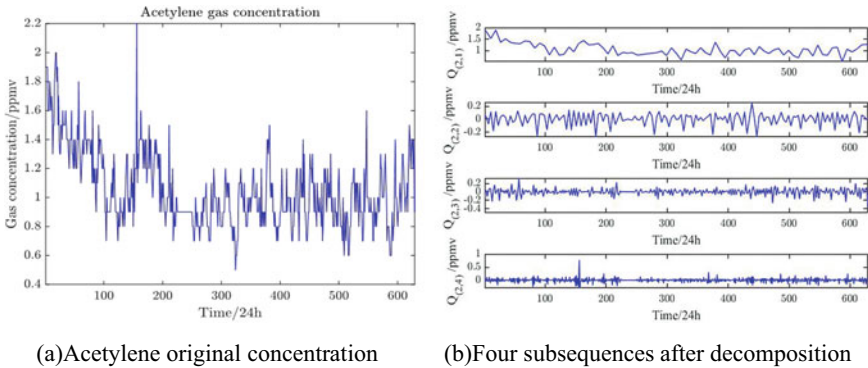 Acetylene gas concentration
2.2
2
1.8
1.6
1.4
1.2
1
0.8
0.6
0.4
Gas concentration/ppmv
100 200 300 400 500 600
Time/24h
(a)Acetylene original concentration
Q(2,1) /ppmv
1.5
1
100 200 300 400 500 600
Time/24h
Q(2,2) /ppmv
0.2
0
-0.2
100 200 300 400 500 600
Time/24h
Q(2,3) /ppmv
0.2
0
-0.2
-0.4
100 200 300 400 500 600
Time/24h
Q(2,4) /ppmv
1
0.5
0
100 200 300 400 500 600
Time/24h
(b)Four subsequences after decomposition